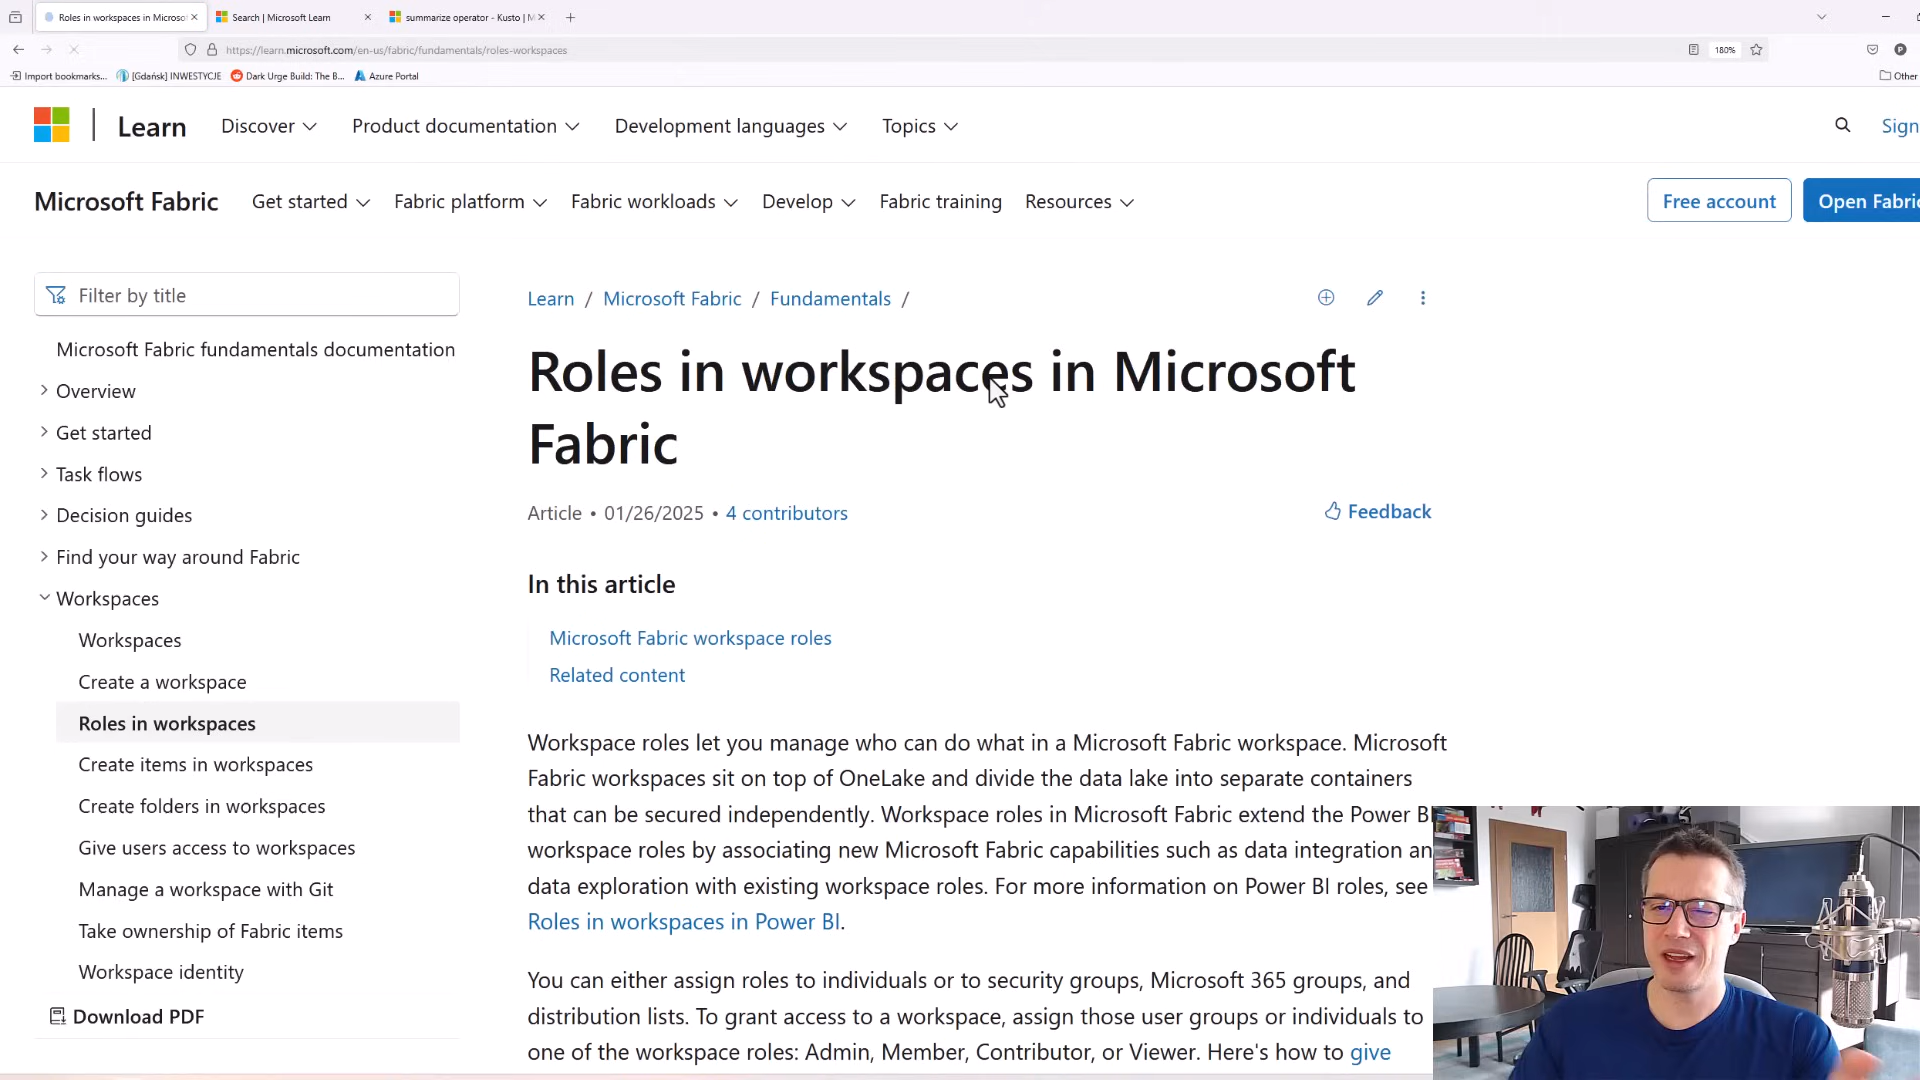 Roles in workspaces in Microso
Search | Microsoft Learn
summarize operator - Kusto | M
https://learn.microsoft.com/en-us/fabric/fundamentals/roles-workspaces
180%
Import bookmarks...
[Gdańsk] INWESTYCJE
Dark Urge Build: The B...
Azure Portal
Other
Learn
Discover
Product documentation
Development languages
Topics
Sign
Microsoft Fabric
Get started
Fabric platform
Fabric workloads
Develop
Fabric training
Resources
Free account
Open Fabric
Filter by title
Microsoft Fabric fundamentals documentation
Overview
Get started
Task flows
Decision guides
Find your way around Fabric
Workspaces
Workspaces
Create a workspace
Roles in workspaces
Create items in workspaces
Create folders in workspaces
Give users access to workspaces
Manage a workspace with Git
Take ownership of Fabric items
Workspace identity
Download PDF
Learn / Microsoft Fabric / Fundamentals /
Roles in workspaces in Microsoft
Fabric
Article • 01/26/2025 • 4 contributors
Feedback
In this article
Microsoft Fabric workspace roles
Related content
Workspace roles let you manage who can do what in a Microsoft Fabric workspace. Microsoft
Fabric workspaces sit on top of OneLake and divide the data lake into separate containers
that can be secured independently. Workspace roles in Microsoft Fabric extend the Power BI
workspace roles by associating new Microsoft Fabric capabilities such as data integration an
data exploration with existing workspace roles. For more information on Power BI roles, see
Roles in workspaces in Power BI.
You can either assign roles to individuals or to security groups, Microsoft 365 groups, and
distribution lists. To grant access to a workspace, assign those user groups or individuals to
one of the workspace roles: Admin, Member, Contributor, or Viewer. Here's how to give